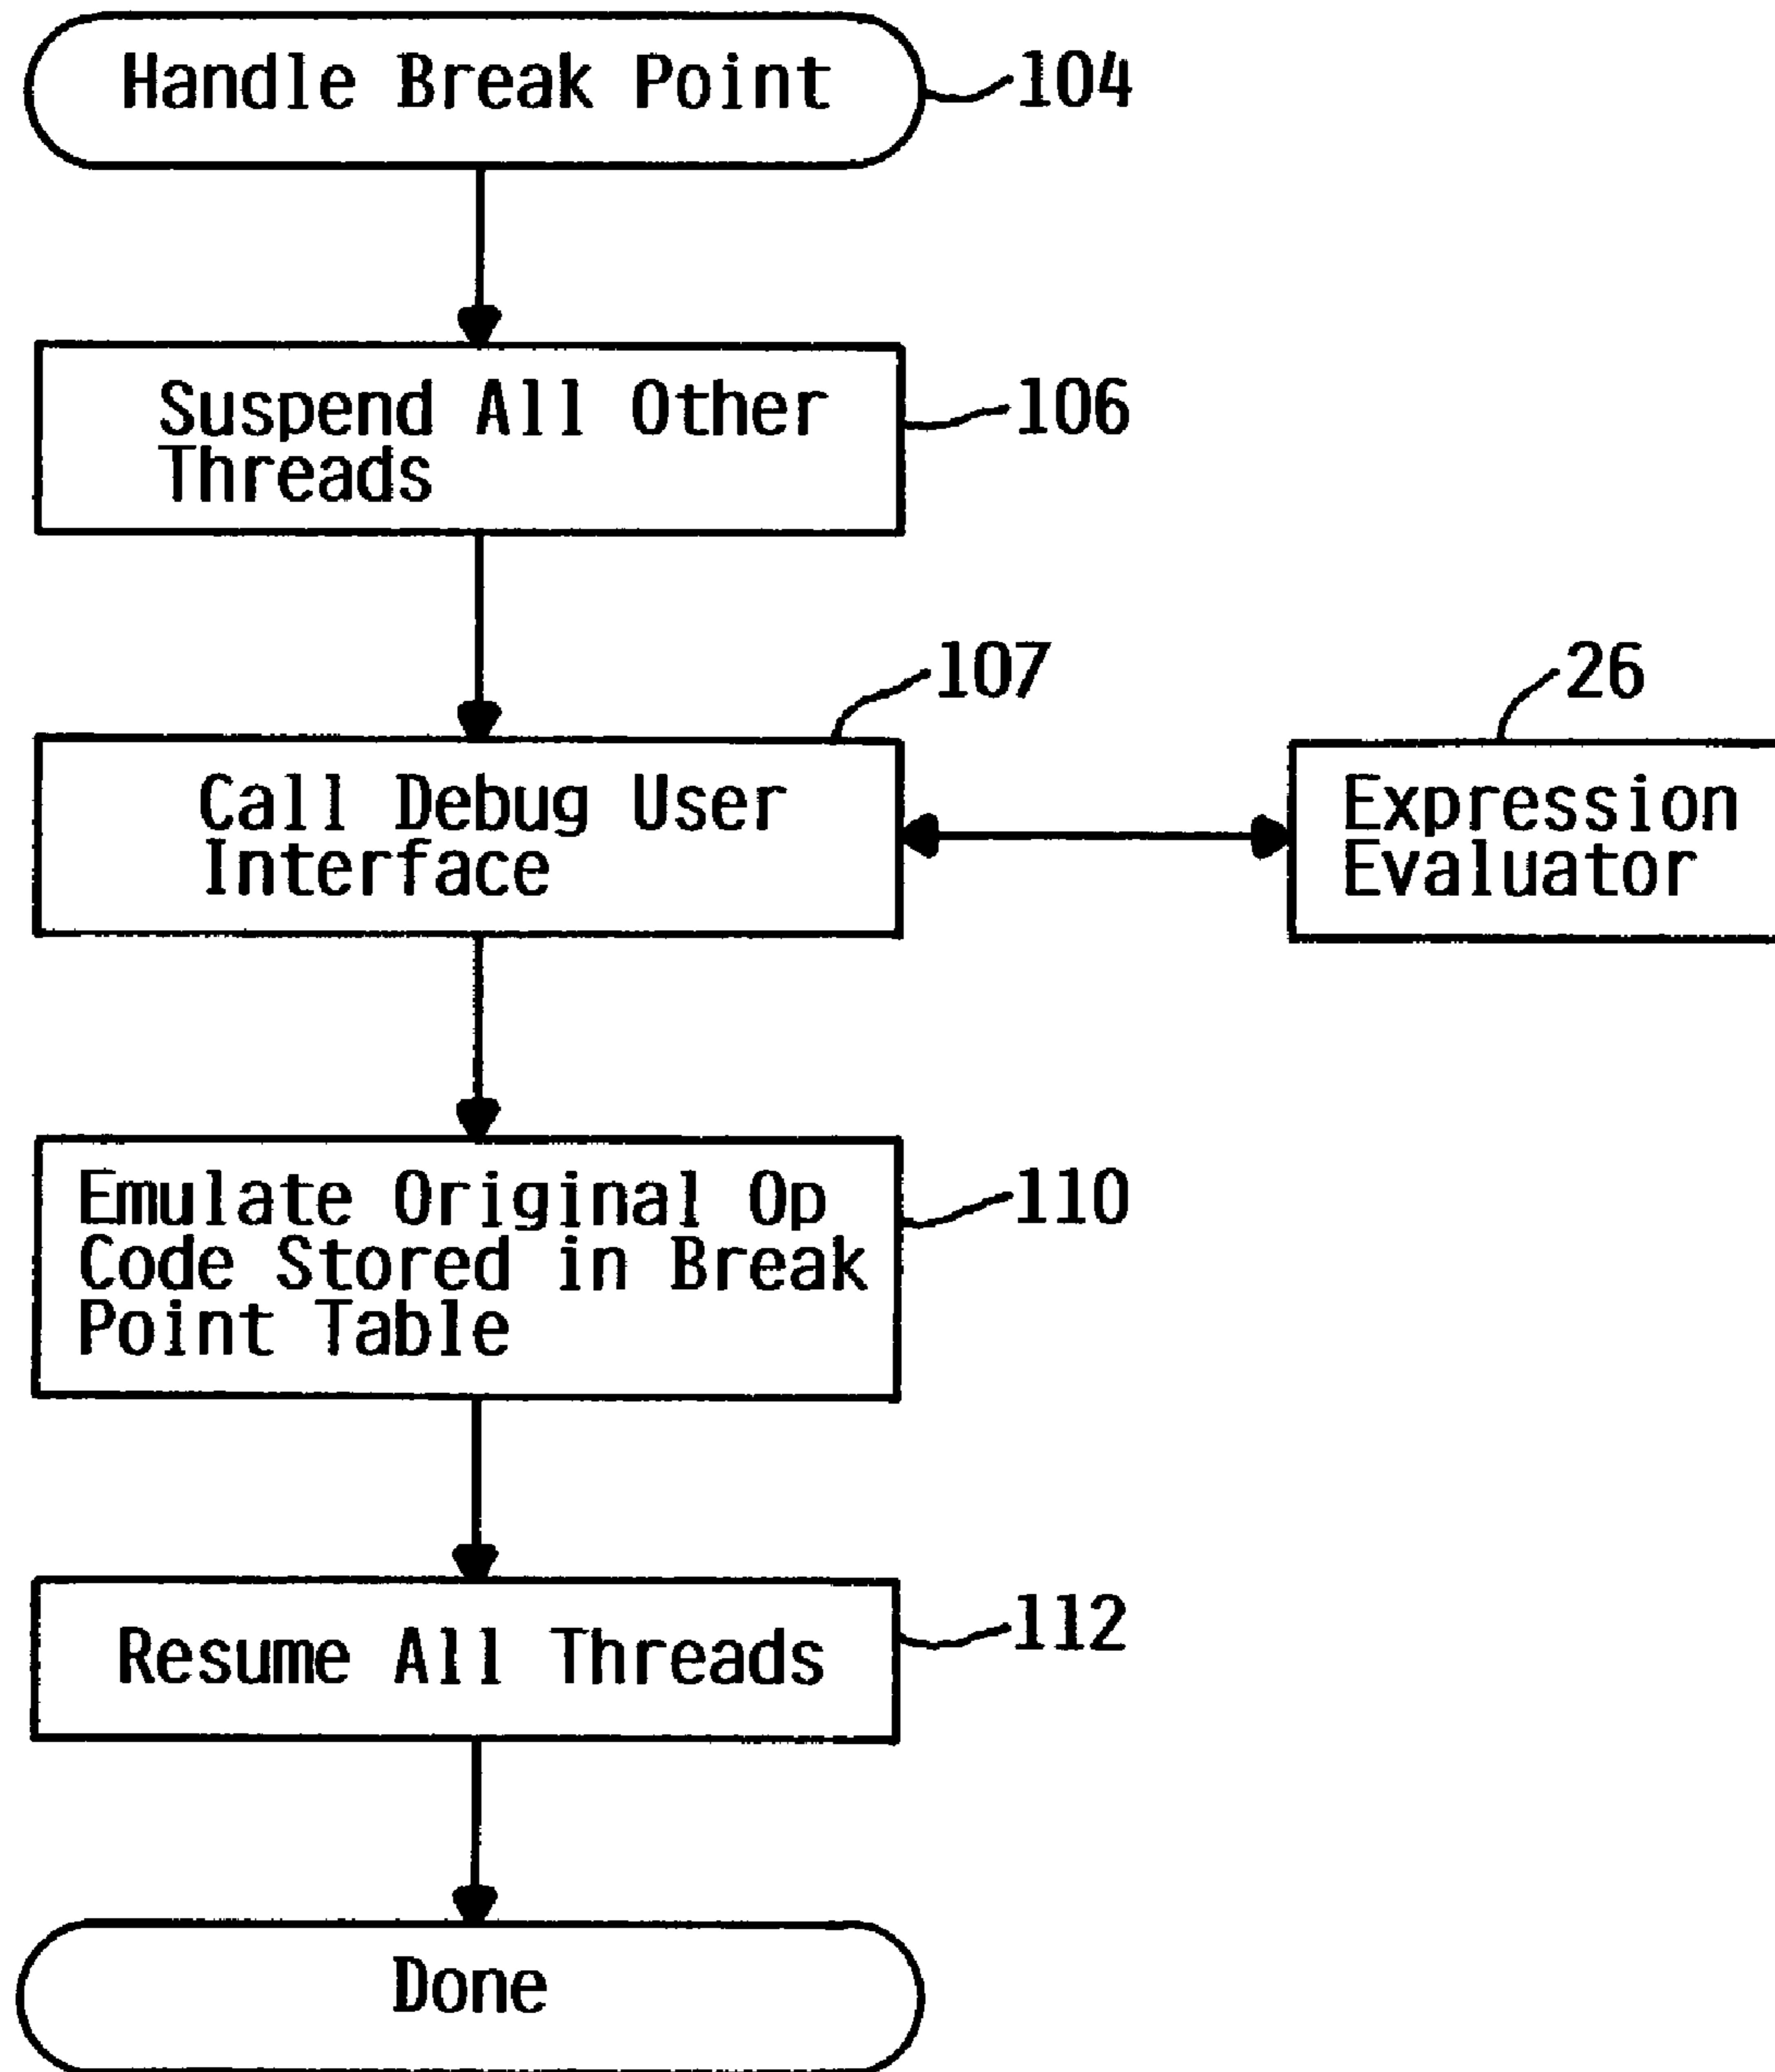 Handle Break Point
104
Suspend All Other
Threads
106
107
26
Call Debug User
Interface
Expression
Evaluator
Emulate Original Op
Code Stored in Break
Point Table
110
Resume All Threads
112
Done